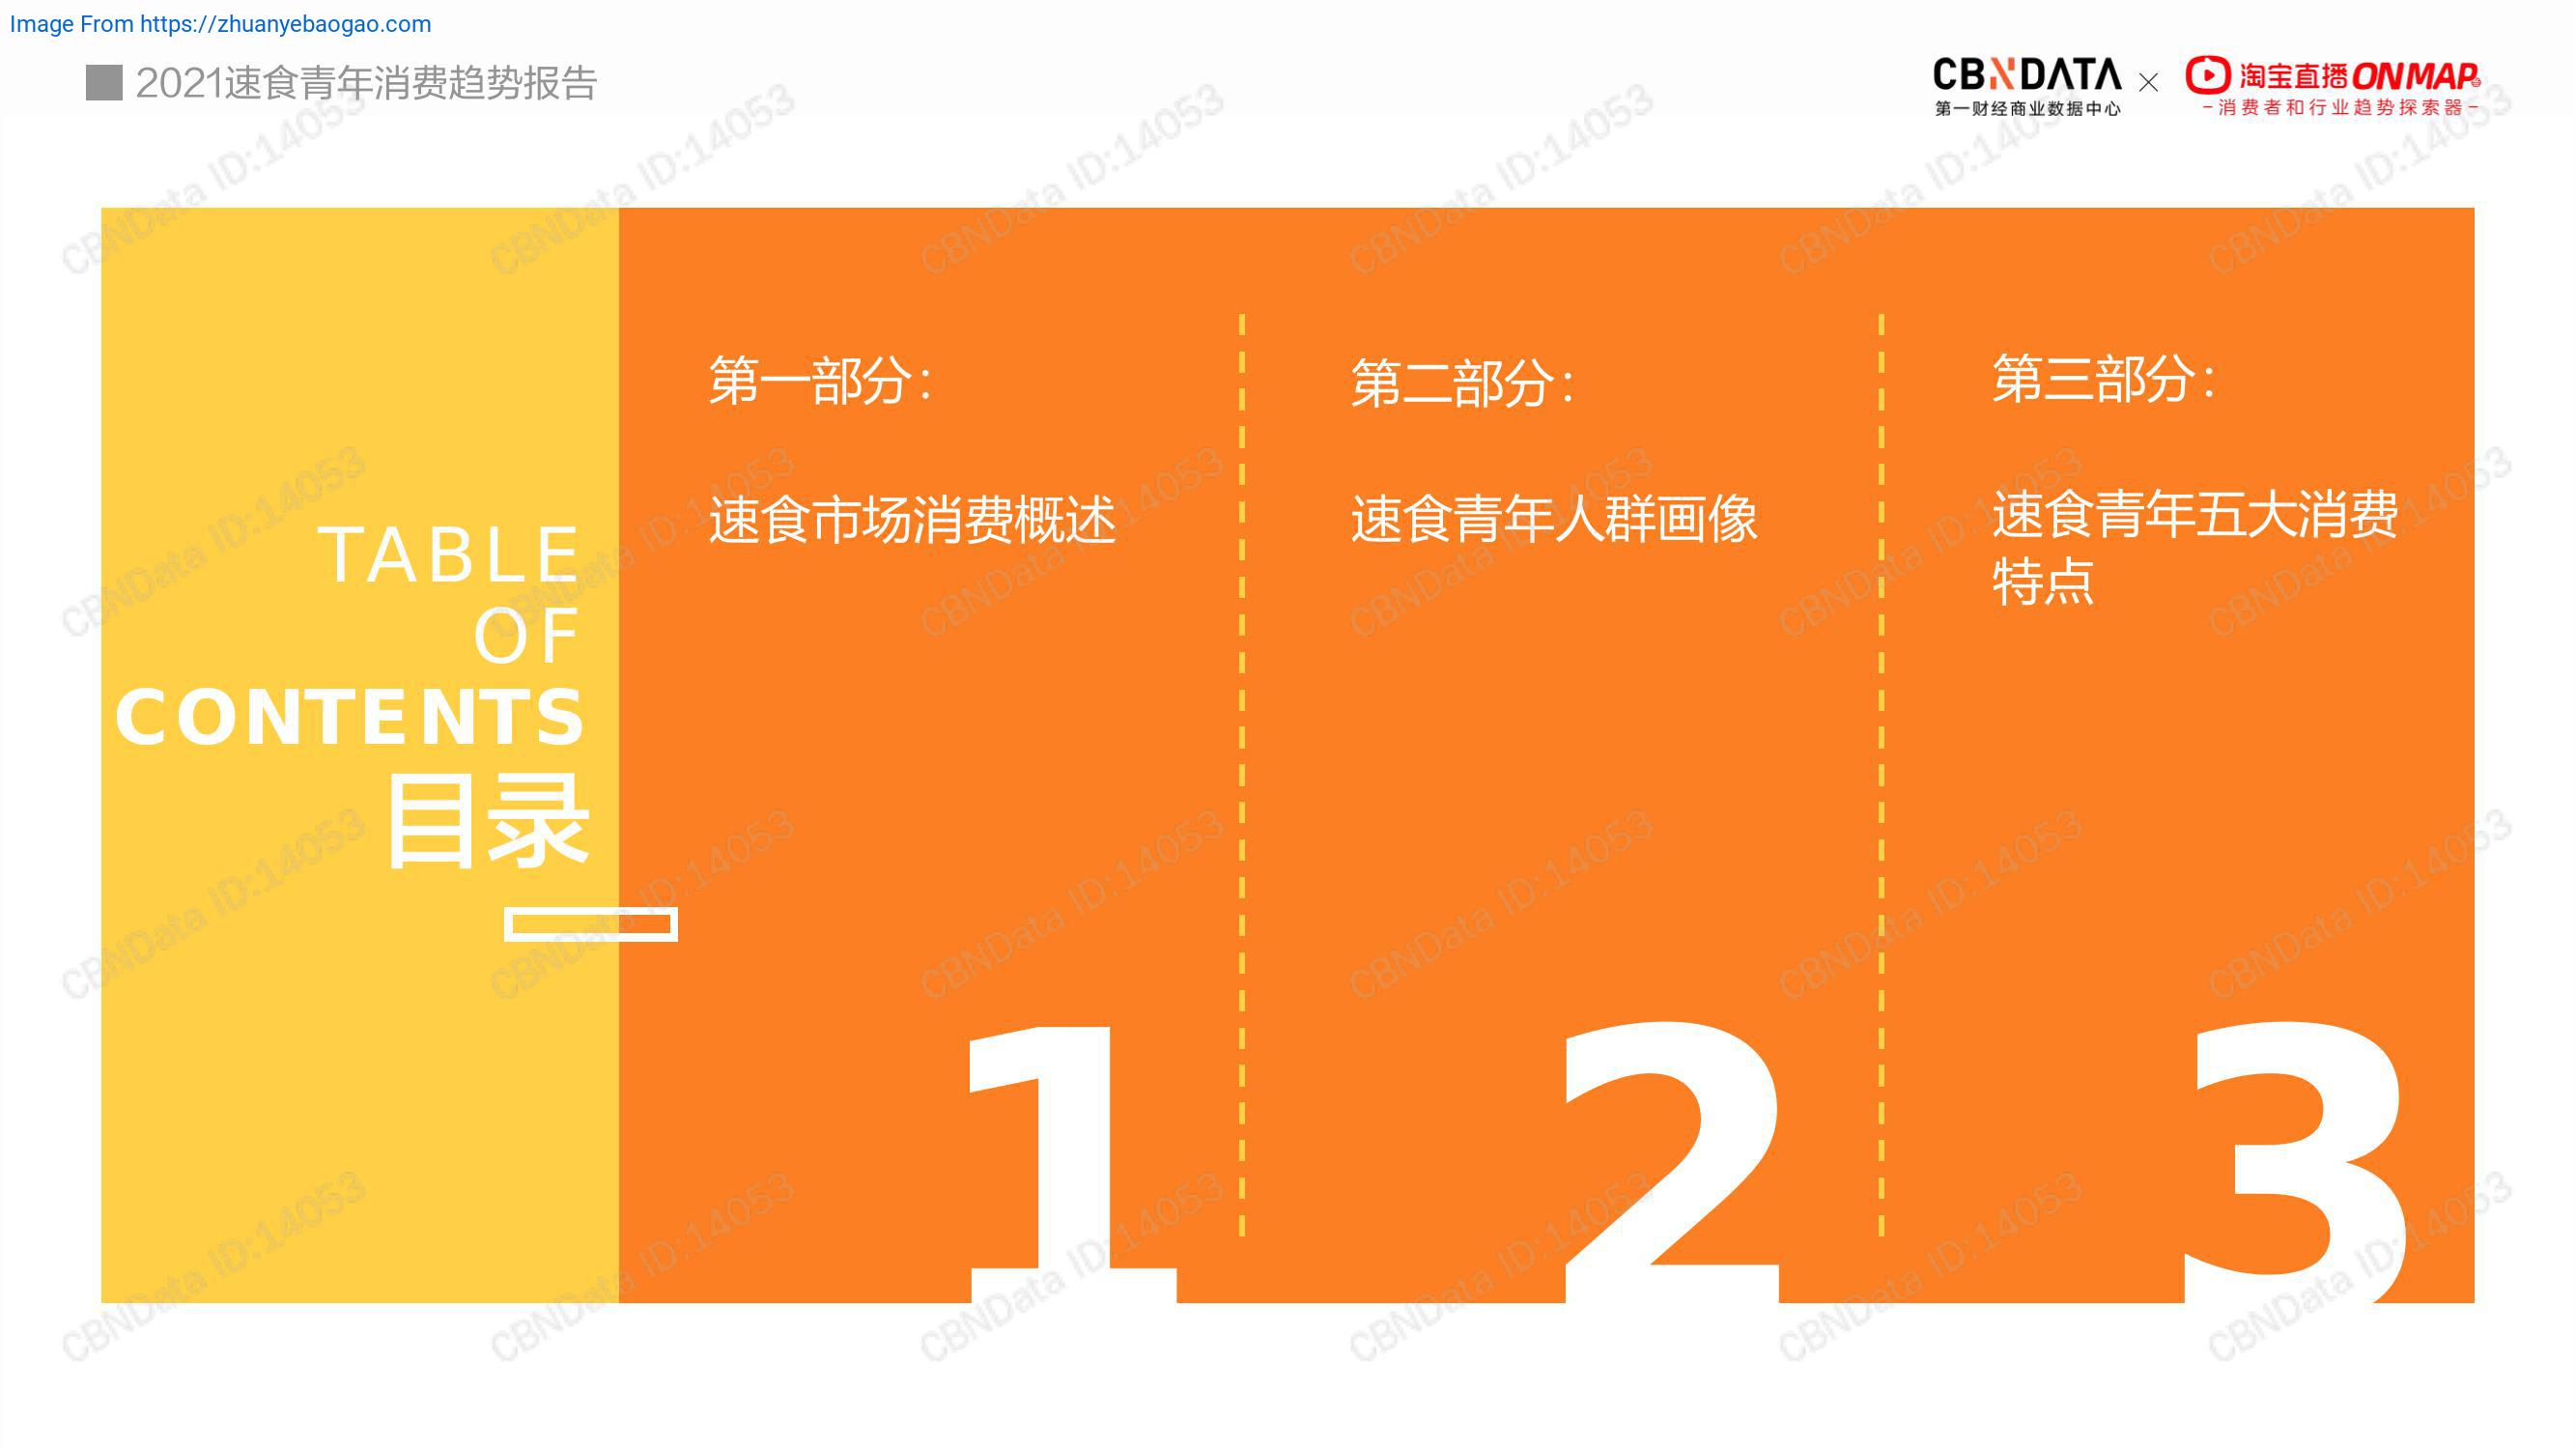 Image From https://zhuanyebaogao.com
2021速食青年消费趋势报告
CBNDATA
第一财经商业数据中心
×
淘宝直播ONMAP
-消费者和行业趋势探索器-
TABLE
OF
CONTENTS
目录
第一部分：
速食市场消费概述
1
第二部分：
速食青年人群画像
2
第三部分：
速食青年五大消费
特点
3
CBNData ID:14053